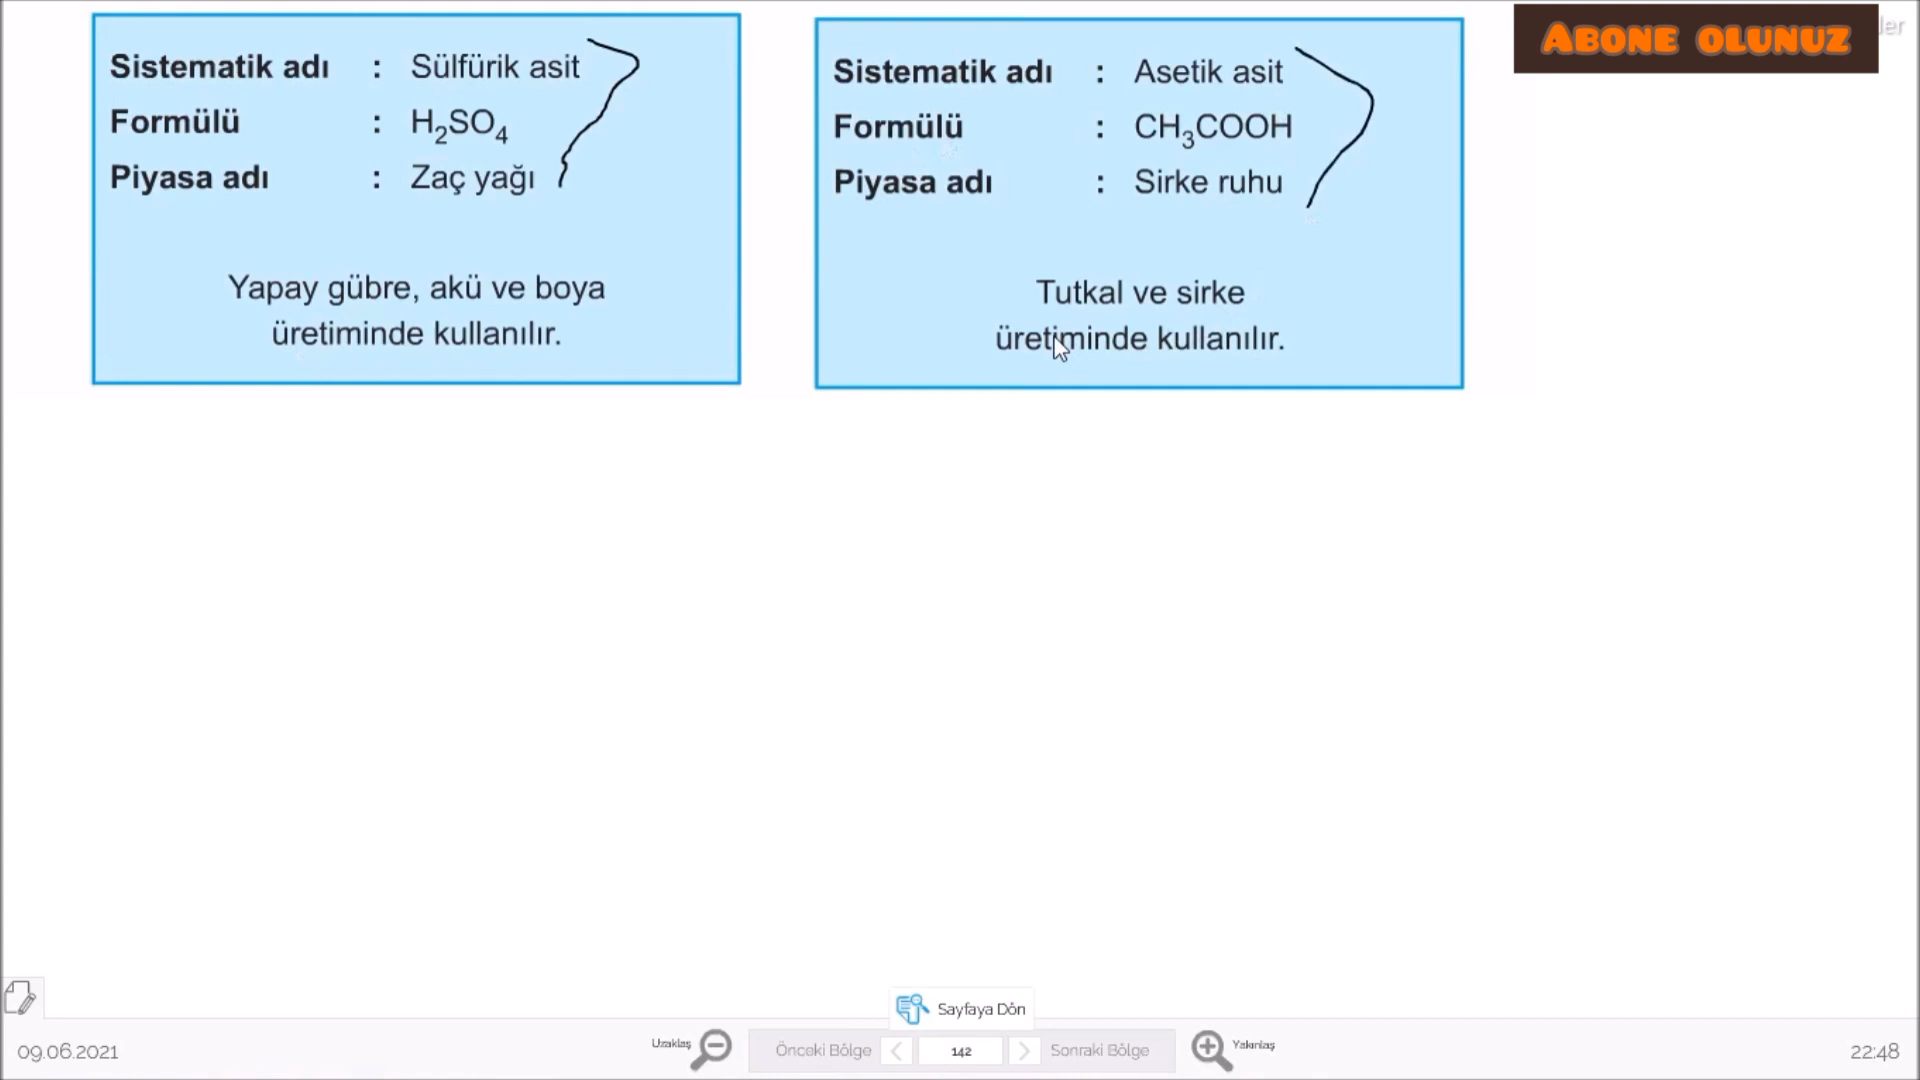 Sistematik adı : Sülfürik asit
Formülü : H₂SO₄
Piyasa adı : Zaç yağı
Yapay gübre, akü ve boya
üretiminde kullanılır.
Sistematik adı : Asetik asit
Formülü : CH₃COOH
Piyasa adı : Sirke ruhu
Tutkal ve sirke
üretiminde kullanılır.
ABONE OLUNUZ
Sayfaya Dön
09.06.2021
Uzaklaş
Önceki Bölge
142
Sonraki Bölge
Yakınlaş
22:48